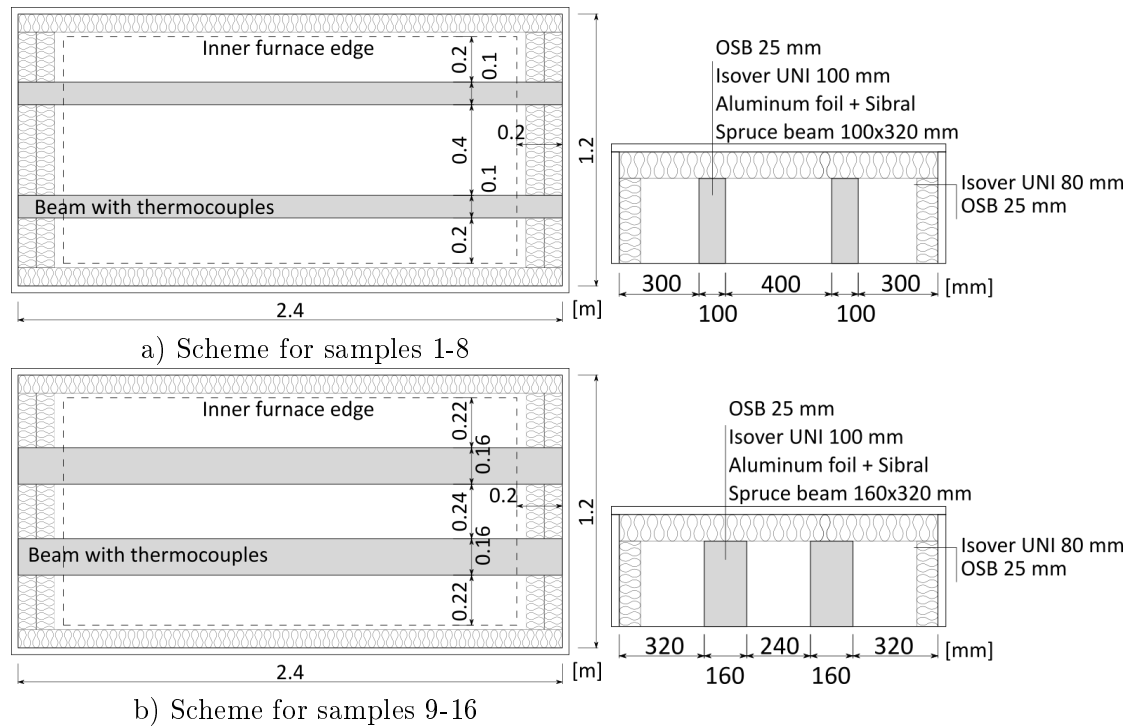 Inner furnace edge
0.2
0.1
0.2
0.4
0.1
Beam with thermocouples
0.2
1.2
2.4
[m]
OSB 25 mm
Isover UNI 100 mm
Aluminum foil + Sibral
Spruce beam 100x320 mm
Isover UNI 80 mm
OSB 25 mm
300
400
300
[mm]
100
100
a) Scheme for samples 1-8
Inner furnace edge
0.22
0.16
0.2
0.24
0.16
Beam with thermocouples
0.22
1.2
2.4
[m]
OSB 25 mm
Isover UNI 100 mm
Aluminum foil + Sibral
Spruce beam 160x320 mm
Isover UNI 80 mm
OSB 25 mm
320
240
320
[mm]
160
160
b) Scheme for samples 9-16